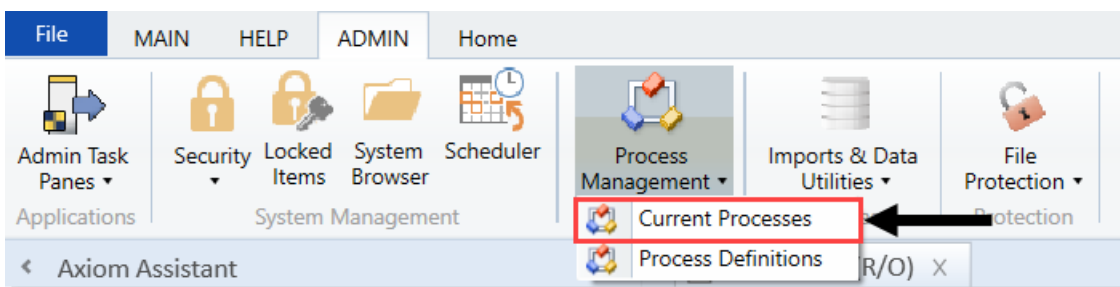 File MAIN HELP ADMIN Home
Admin Task Panes ▾
Security ▾
Locked Items
System Browser
Scheduler
Process Management ▾
Imports & Data Utilities ▾
File Protection ▾
Applications
System Management
Protection
Current Processes
Process Definitions
Axiom Assistant
R/O)